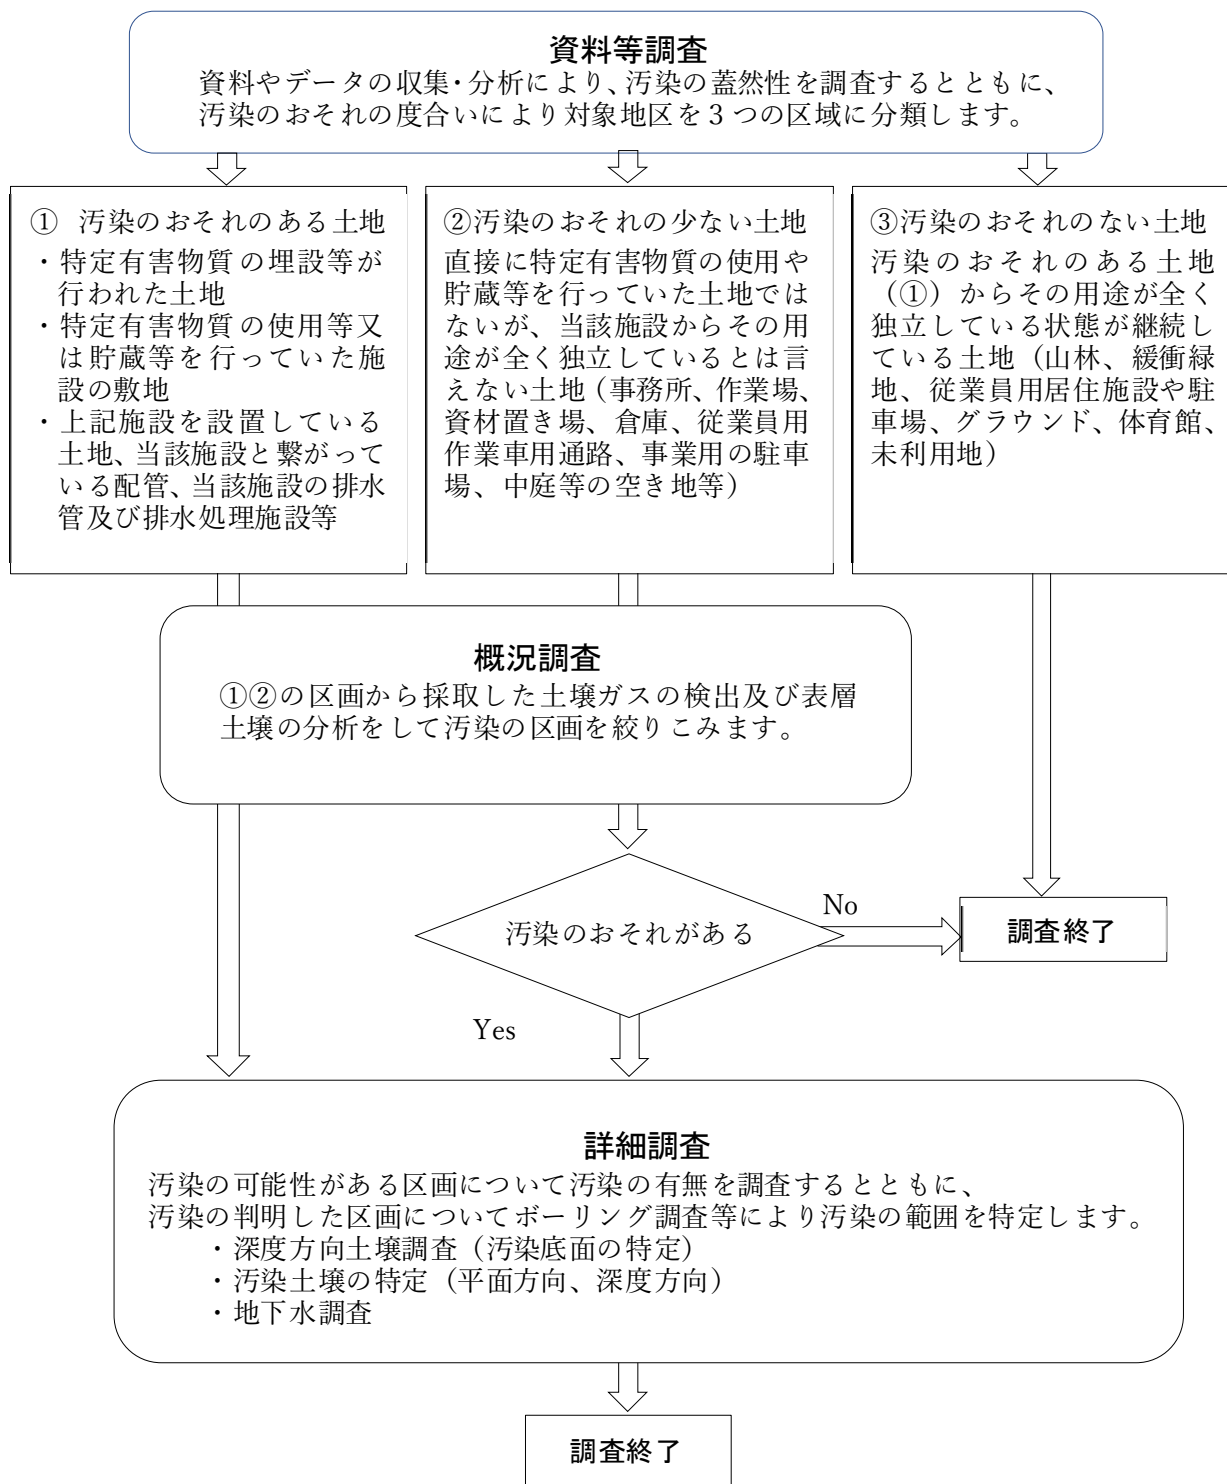 資料等調査
資料やデータの収集・分析により、汚染の蓋然性を調査するとともに、
汚染のおそれの度合いにより対象地区を３つの区域に分類します。
① 汚染のおそれのある土地
・特定有害物質の埋設等が
行われた土地
・特定有害物質の使用等又
は貯蔵等を行っていた施
設の敷地
・上記施設を設置している
土地、当該施設と繋がって
いる配管、当該施設の排水
管及び排水処理施設等
②汚染のおそれの少ない土地
直接に特定有害物質の使用や
貯蔵等を行っていた土地では
ないが、当該施設からその用
途が全く独立しているとは言
えない土地（事務所、作業場、
資材置き場、倉庫、従業員用
作業車用通路、事業用の駐車
場、中庭等の空き地等）
③汚染のおそれのない土地
汚染のおそれのある土地
（①）からその用途が全く
独立している状態が継続し
ている土地（山林、緩衝緑
地、従業員用居住施設や駐
車場、グラウンド、体育館、
未利用地）
概況調査
①②の区画から採取した土壌ガスの検出及び表層
土壌の分析をして汚染の区画を絞りこみます。
汚染のおそれがある
No
調査終了
Yes
詳細調査
汚染の可能性がある区画について汚染の有無を調査するとともに、
汚染の判明した区画についてボーリング調査等により汚染の範囲を特定します。
・深度方向土壌調査（汚染底面の特定）
・汚染土壌の特定（平面方向、深度方向）
・地下水調査
調査終了